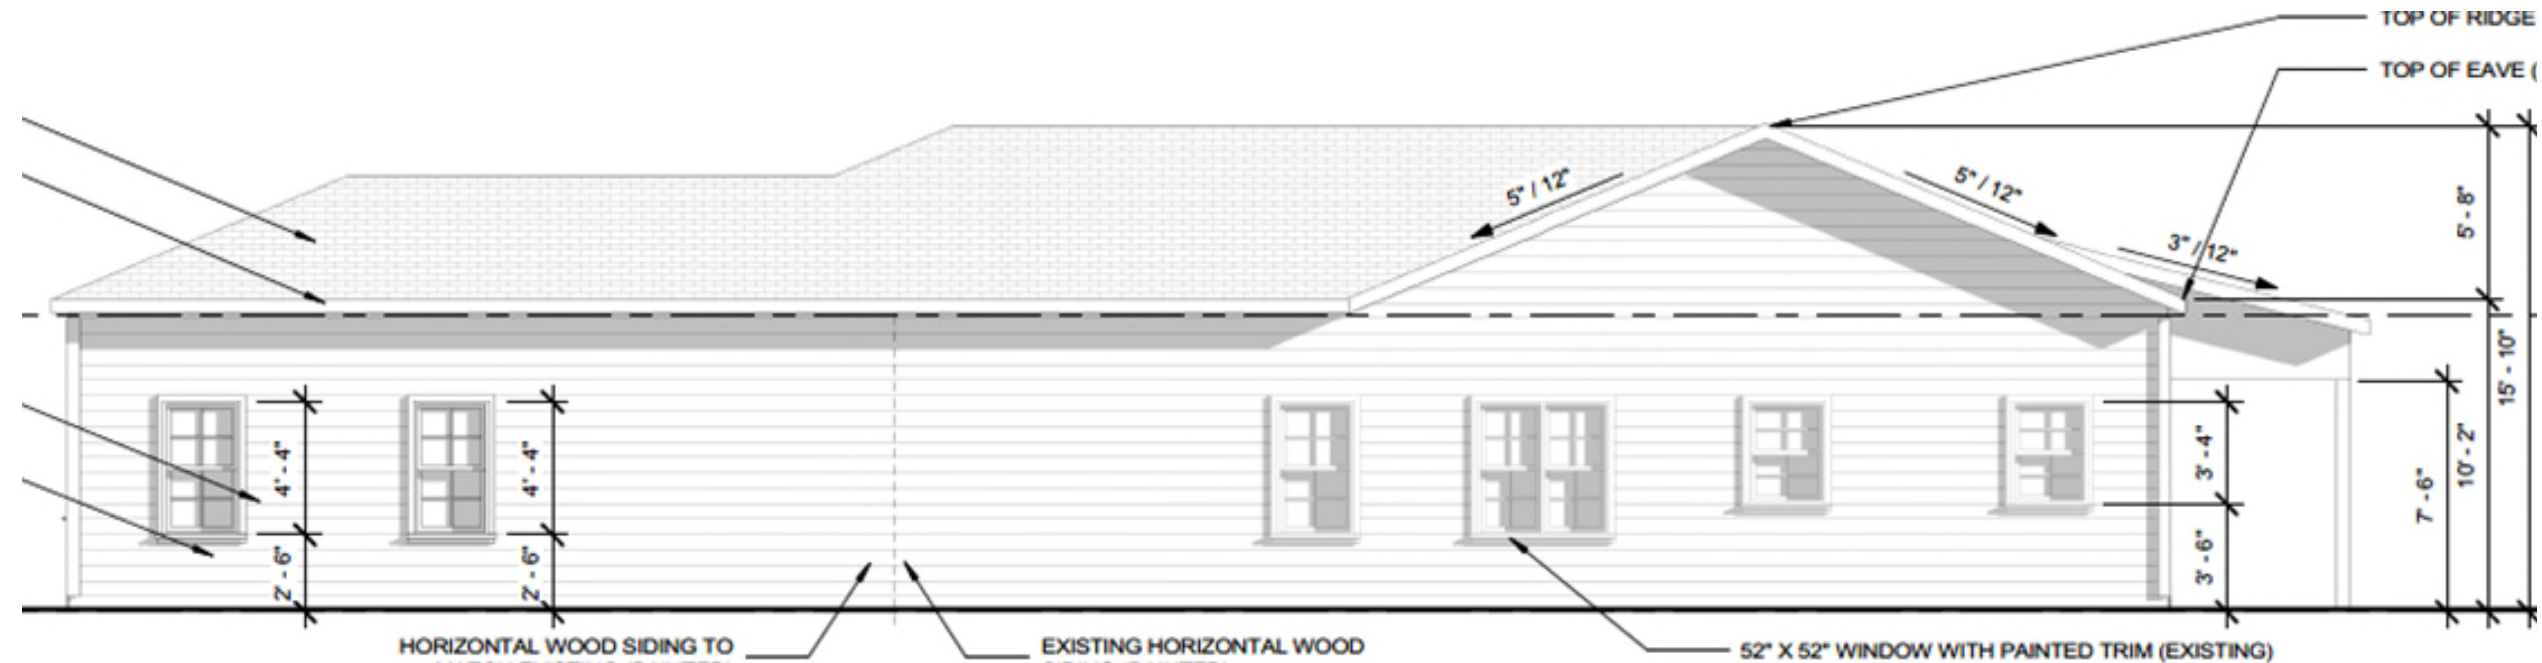 TOP OF RIDGE
TOP OF EAVE (
5" / 12"
5" / 12"
3" / 12"
5' - 8"
15' - 10"
10' - 2"
7' - 6"
4' - 4"
4' - 4"
3' - 4"
2' - 6"
2' - 6"
3' - 6"
HORIZONTAL WOOD SIDING TO
EXISTING HORIZONTAL WOOD
52" X 52" WINDOW WITH PAINTED TRIM (EXISTING)